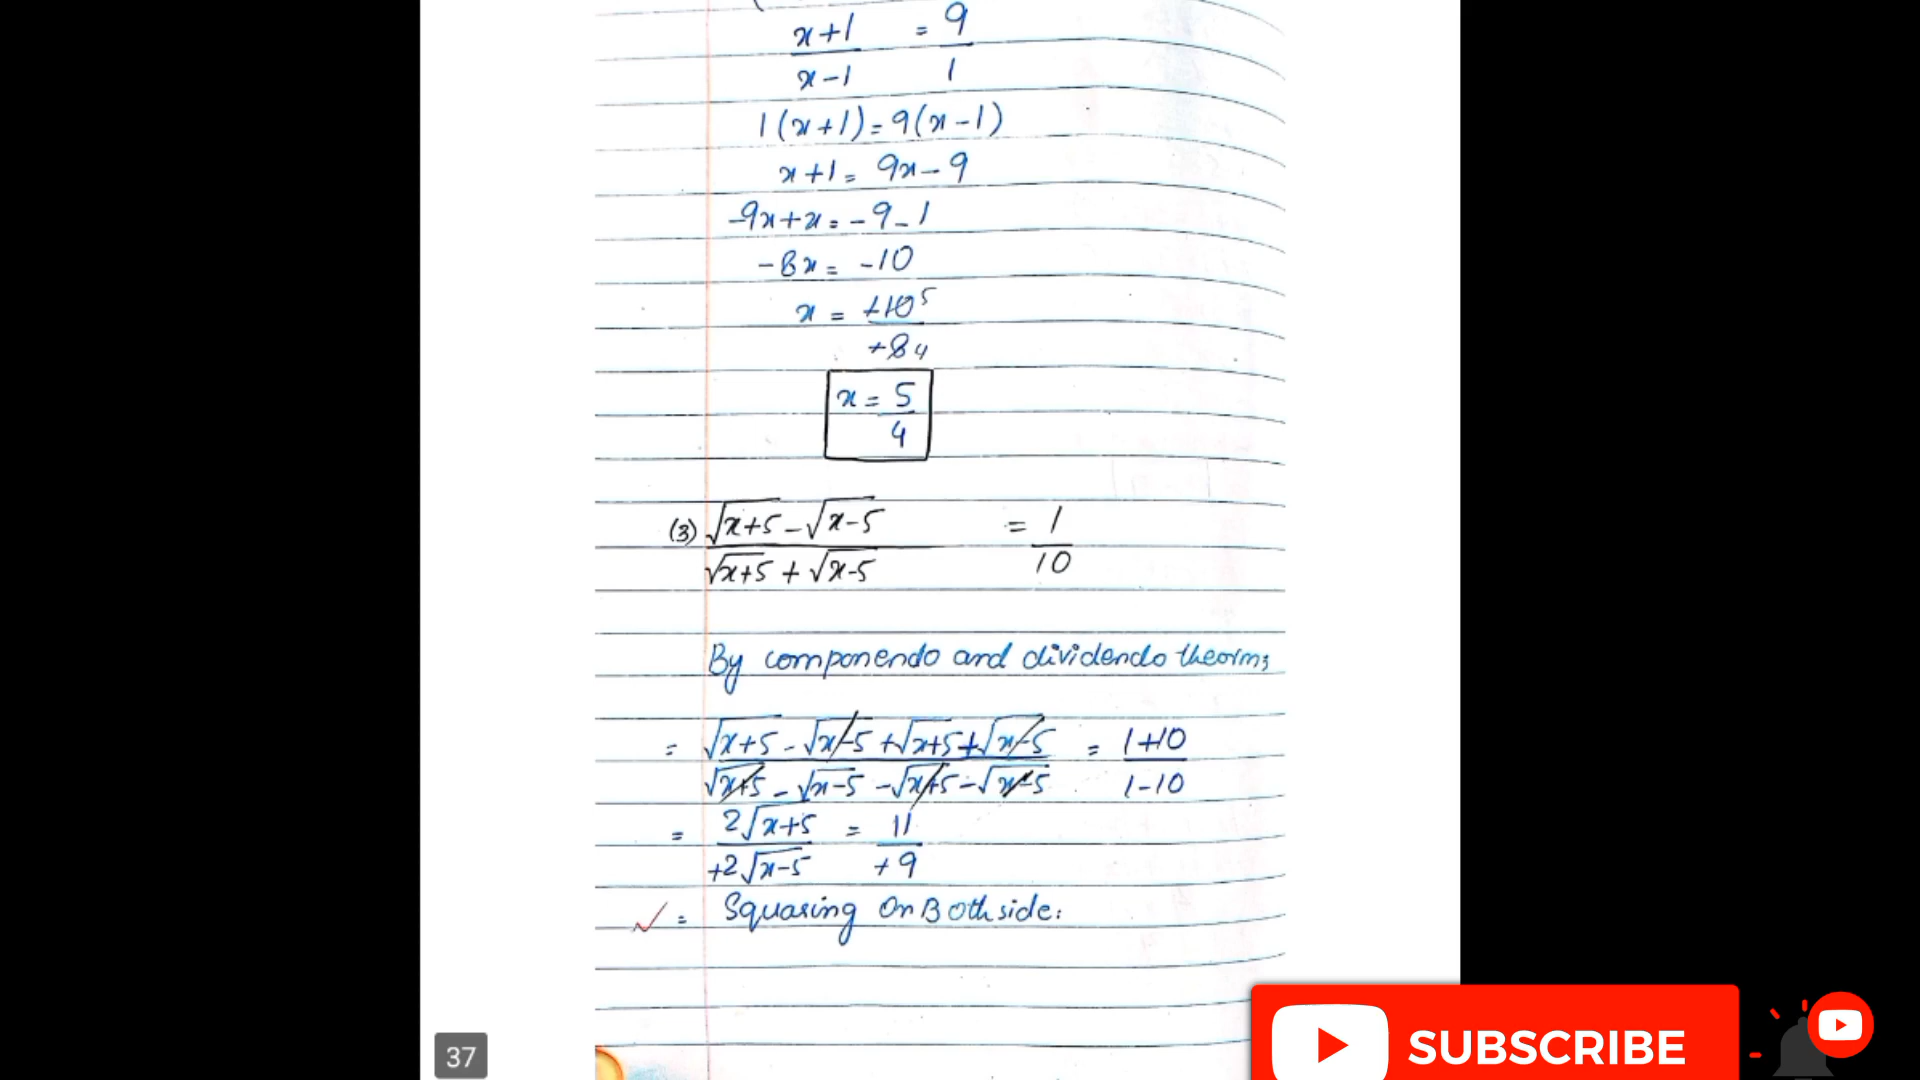 x+1 = 9
x-1 1
1(x+1)=9(x-1)
x+1= 9x-9
-9x+x=-9-1
-8x= -10
x = +10 5
+8 4
x= 5
4
(3) √x+5-√x-5 = 1
√x+5 + √x-5 10
By componendo and dividendo theorm;
= √x+5 - √x-5 +√x+5+√x-5 = 1+10
√x+5 - √x-5 -√x+5-√x-5 1-10
= 2√x+5 = 11
+2√x-5 +9
✓ = Squaring On Both side:
37
SUBSCRIBE